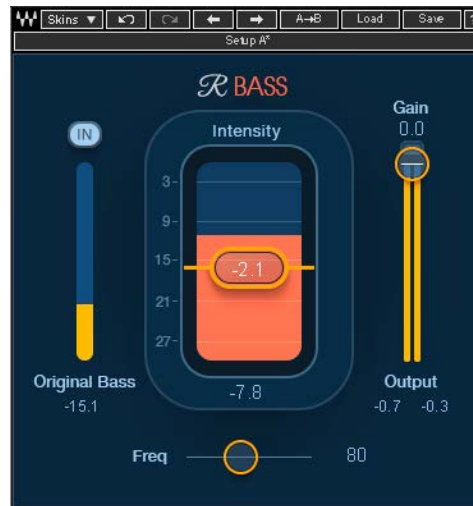 Skins ▼ A→B Load Save
Setup A*
R BASS
Gain
0.0
IN
Intensity
3-
9-
15
-2.1
21-
27-
Original Bass
-15.1
-7.8
Output
-0.7 -0.3
Freq 80